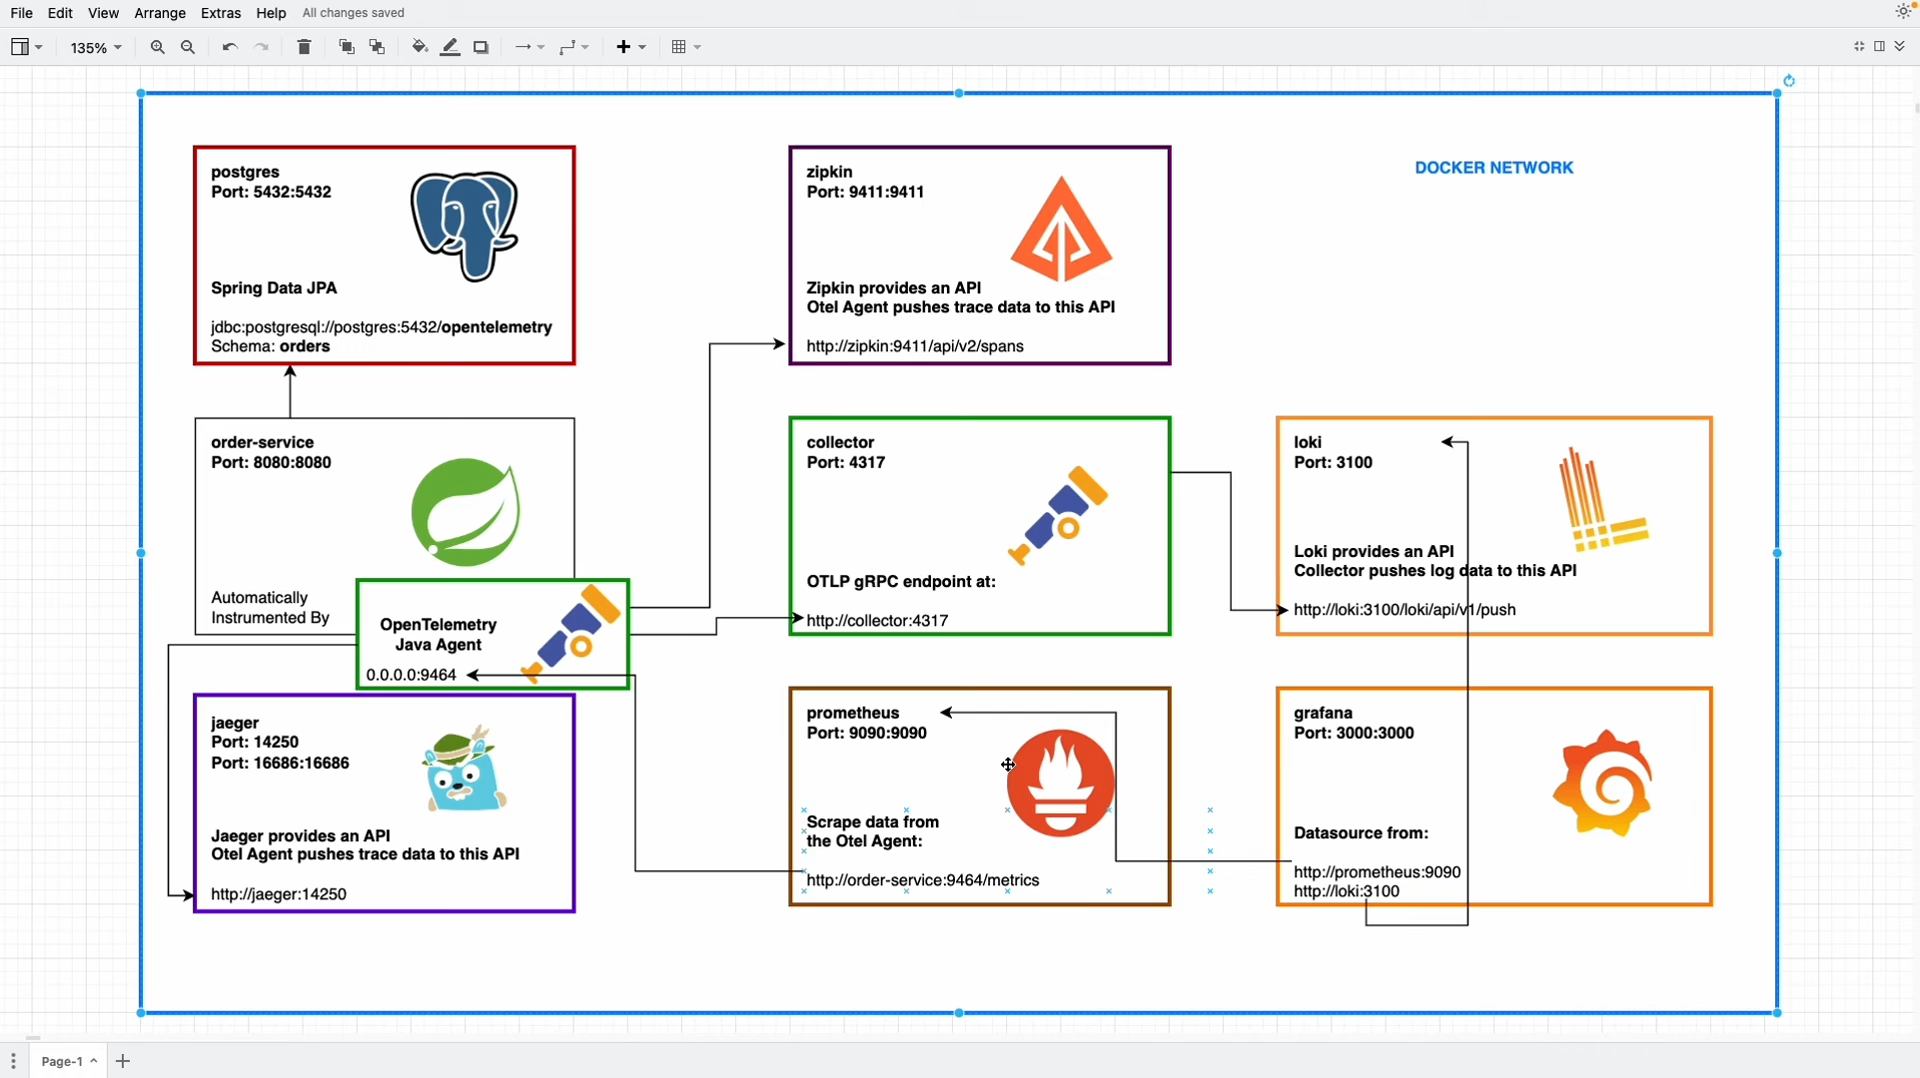 File Edit View Arrange Extras Help All changes saved
135%
DOCKER NETWORK
postgres
Port: 5432:5432
Spring Data JPA
jdbc:postgresql://postgres:5432/opentelemetry
Schema: orders
zipkin
Port: 9411:9411
Zipkin provides an API
Otel Agent pushes trace data to this API
http://zipkin:9411/api/v2/spans
order-service
Port: 8080:8080
Automatically
Instrumented By
OpenTelemetry
Java Agent
0.0.0.0:9464
collector
Port: 4317
OTLP gRPC endpoint at:
http://collector:4317
loki
Port: 3100
Loki provides an API
Collector pushes log data to this API
http://loki:3100/loki/api/v1/push
jaeger
Port: 14250
Port: 16686:16686
Jaeger provides an API
Otel Agent pushes trace data to this API
http://jaeger:14250
prometheus
Port: 9090:9090
Scrape data from
the Otel Agent:
http://order-service:9464/metrics
grafana
Port: 3000:3000
Datasource from:
http://prometheus:9090
http://loki:3100
Page-1